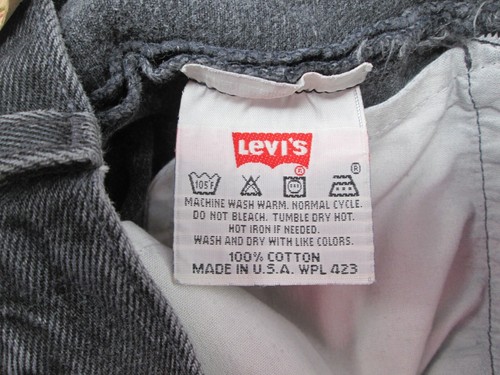 Levi's
®
105°F
®
MACHINE WASH WARM. NORMAL CYCLE.
DO NOT BLEACH. TUMBLE DRY HOT.
HOT IRON IF NEEDED.
WASH AND DRY WITH LIKE COLORS.
100% COTTON
MADE IN U.S.A. WPL 423